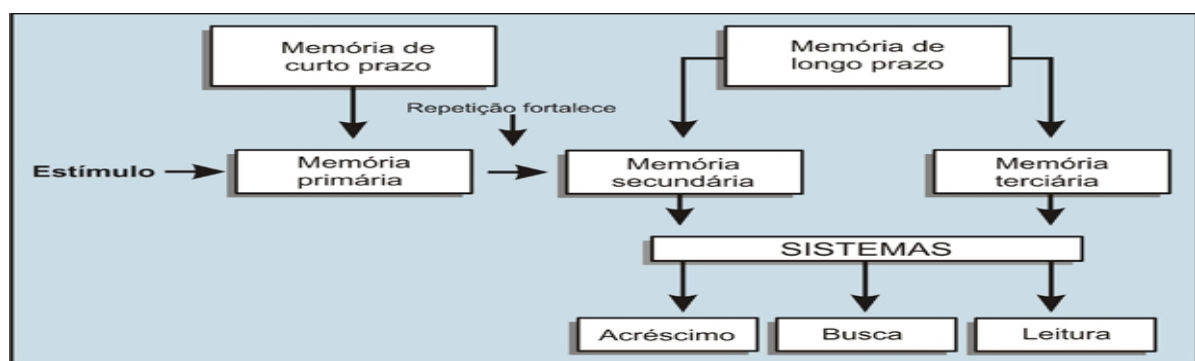 Memória de
curto prazo
Memória de
longo prazo
Repetição fortalece
Estímulo
Memória
primária
Memória
secundária
Memória
terciária
SISTEMAS
Acréscimo
Busca
Leitura